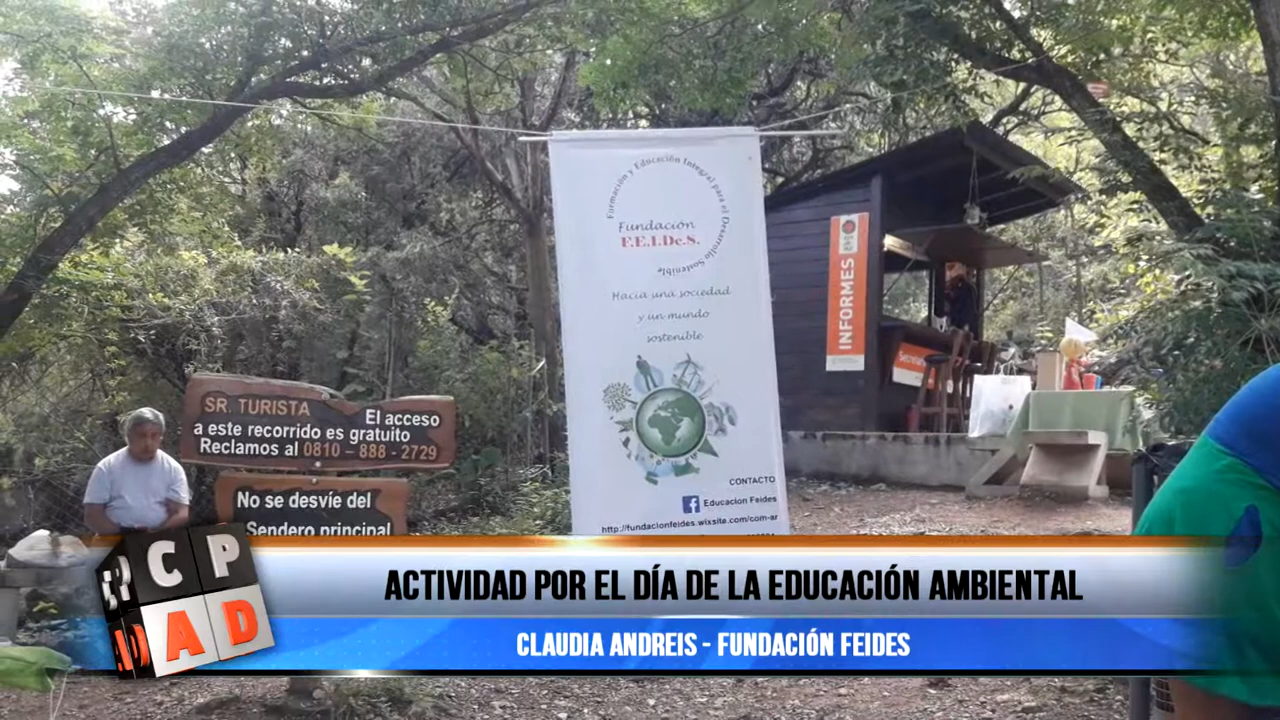 Formación y Educación Integral para el Desarrollo Sostenible
Fundación
F.E.I.De.S.
Hacia una sociedad
y un mundo
sostenible
CONTACTO
Educacion Feides
http://fundacionfeides.wixsite.com/com-ar
INFORMES
SR. TURISTA El acceso
a este recorrido es gratuito
Reclamos al 0810 – 888 - 2729
No se desvíe del
Sendero principal
CP
AD
ACTIVIDAD POR EL DÍA DE LA EDUCACIÓN AMBIENTAL
CLAUDIA ANDREIS - FUNDACIÓN FEIDES